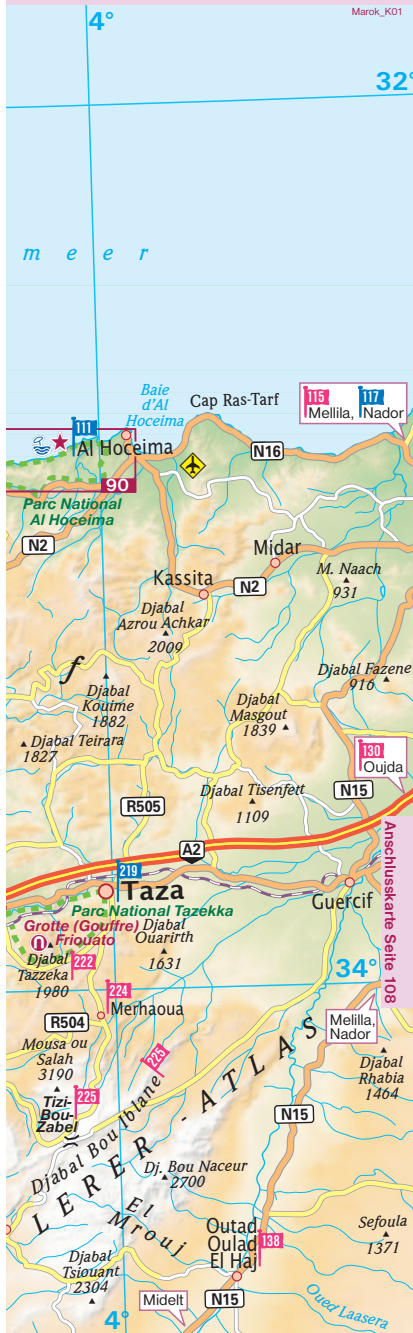 Marok_K01
4°
32°
meer
Baie
d'Al
Hoceima
Cap Ras-Tarf
115
117
Mellila, Nador
111
Al Hoceima
N16
90
Parc National
Al Hoceima
N2
Midar
M. Naach
931
Kassita
N2
Djabal
Azrou Achkar
2009
f
Djabal
Kouime
1882
Djabal Fazene
916
Djabal
Masgout
1839
Djabal Teirara
1827
130
Oujda
N15
Djabal Tisenfett
1109
R505
A2
Anschlusskarte Seite 108
219
Taza
Guercif
Parc National Tazekka
Grotte (Gouffre)
Friouato
Djabal
Ouarirth
1631
Djabal
Tazzeka
1980
222
34°
224
Merhaoua
Melilla,
Nador
R504
Mousa ou
Salah
3190
225
Djabal
Rhabia
1464
Tizi-
Bou-
Zabel
225
Djabal Bou Iblane
LERER - ATLAS
N15
Dj. Bou Naceur
2700
El
Mrouj
Outad
Oulad
El Haj
138
Sefoula
1371
Djabal
Tsiouant
2304
Midelt
N15
Oued Laasera
4°